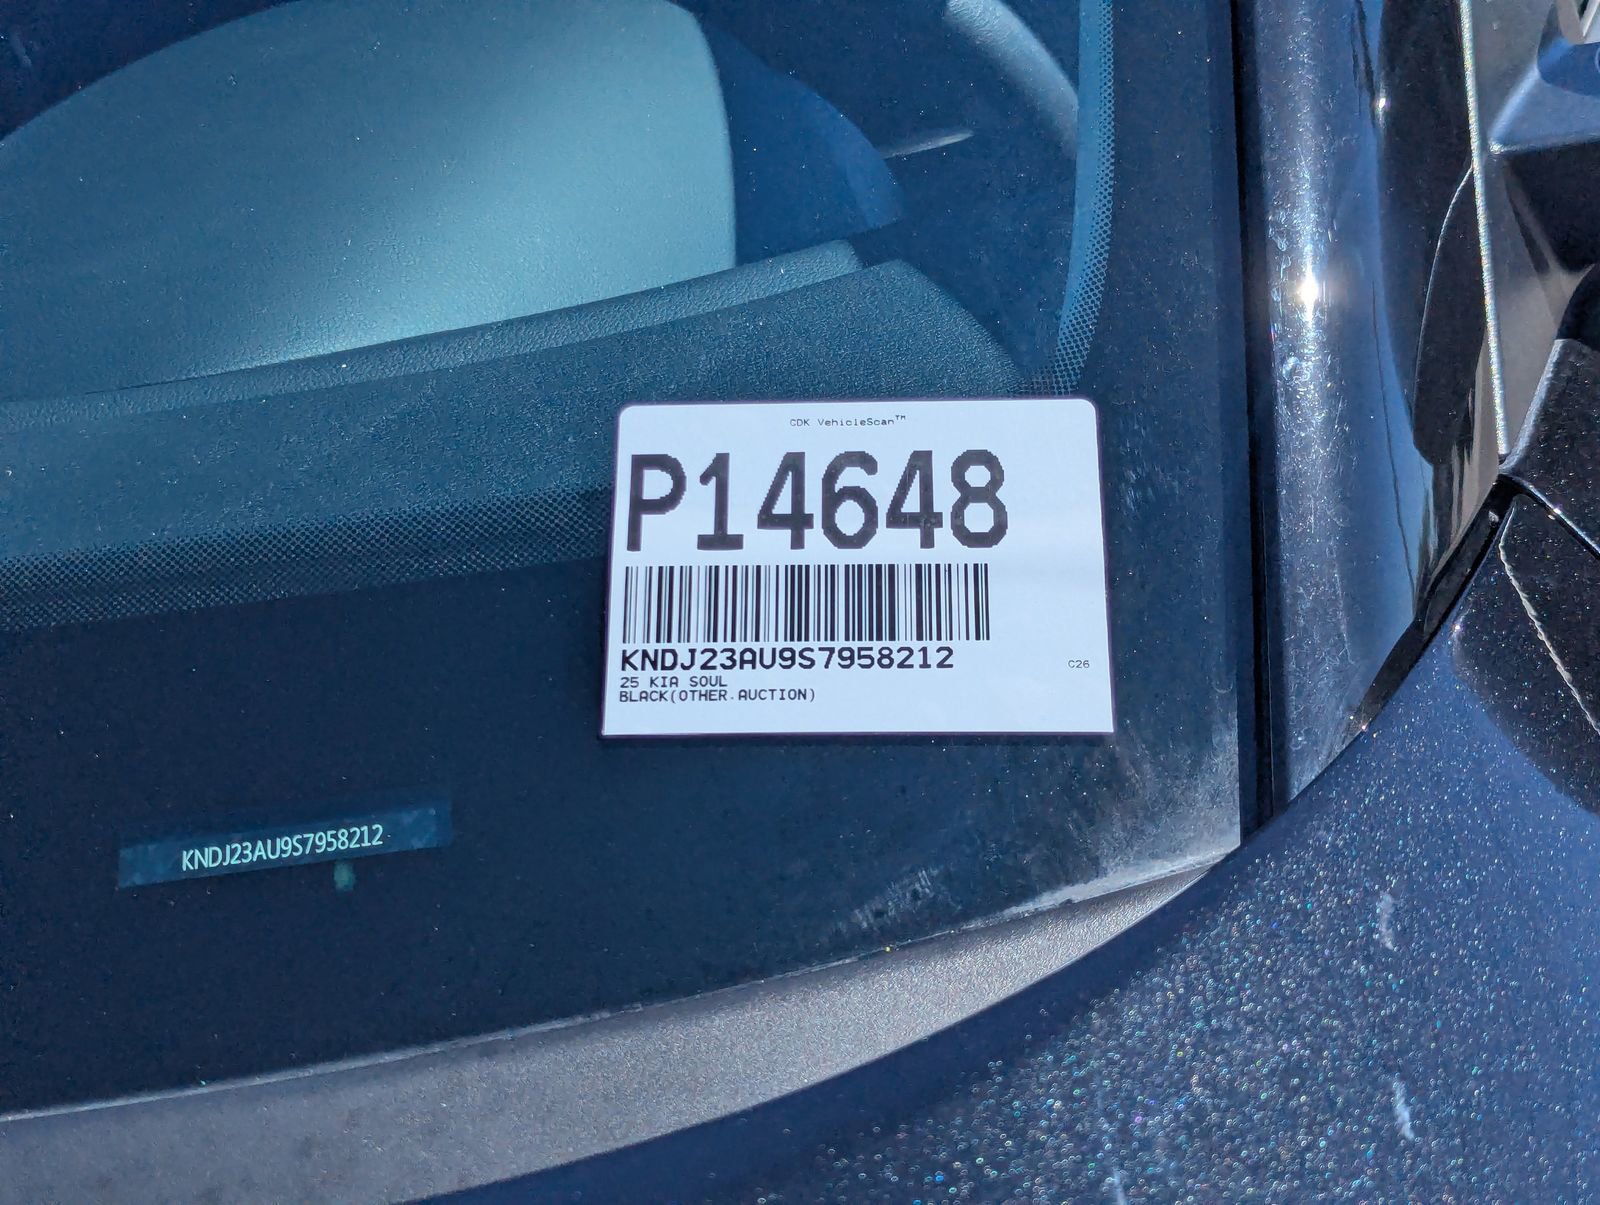 CDK VehicleScan™
P14648
KNDJ23AU9S7958212
C26
25 KIA SOUL
BLACK(OTHER AUCTION)
KNDJ23AU9S7958212